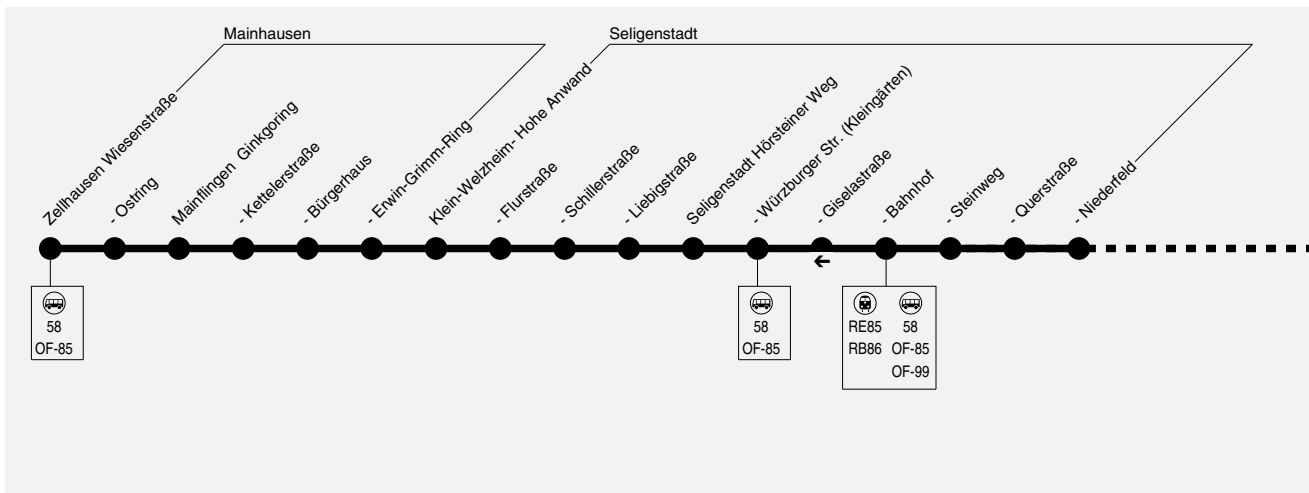 Mainhausen
Seligenstadt
Zellhausen Wiesenstraße
- Ostring
Mainflingen Ginkgoring
- Kettelerstraße
- Bürgerhaus
- Erwin-Grimm-Ring
Klein-Welzheim- Hohe Anwand
- Flurstraße
- Schillerstraße
- Liebigstraße
Seligenstadt Hörsteiner Weg
- Würzburger Str. (Kleingärten)
- Giselastraße
- Bahnhof
- Steinweg
- Querstraße
- Niederfeld
58
OF-85
58
OF-85
RE85 58
RB86 OF-85
OF-99